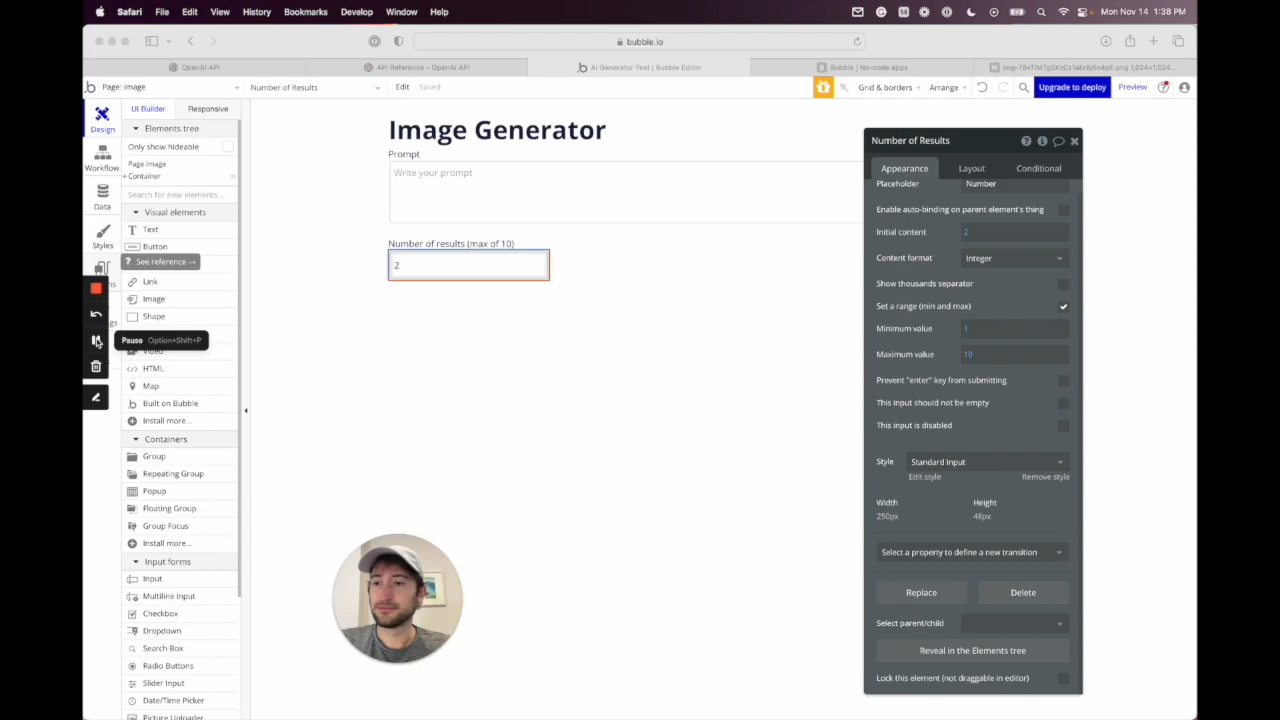 Safari File Edit View History Bookmarks Develop Window Help
14
Mon Nov 14 1:38 PM
bubble.io
OpenAI API
API Reference - OpenAI API
AI Generator Test | Bubble Editor
Bubble | No-code apps
Page: image
Number of Results
Edit
Saved
Grid & borders
Arrange
Upgrade to deploy
Preview
Design
Workflow
Data
Styles
UI Builder
Responsive
Elements tree
Only show hideable
Page image
+ Container
Search for new elements...
Visual elements
Text
Button
? See reference →
Link
Image
Shape
Pause Option+Shift+P
Video
</> HTML
Map
Built on Bubble
Install more...
Containers
Group
Repeating Group
Popup
Floating Group
Group Focus
Install more...
Input forms
Input
Multiline Input
Checkbox
Dropdown
Search Box
Radio Buttons
Slider Input
Date/Time Picker
Picture Uploader
Image Generator
Prompt
Write your prompt
Number of results (max of 10)
2
Number of Results
Appearance
Layout
Conditional
Placeholder Number
Enable auto-binding on parent element's thing
Initial content 2
Content format Integer
Show thousands separator
Set a range (min and max)
Minimum value 1
Maximum value 10
Prevent "enter" key from submitting
This input should not be empty
This input is disabled
Style Standard Input
Edit style Remove style
Width Height
250px 48px
Select a property to define a new transition
Replace Delete
Select parent/child
Reveal in the Elements tree
Lock this element (not draggable in editor)